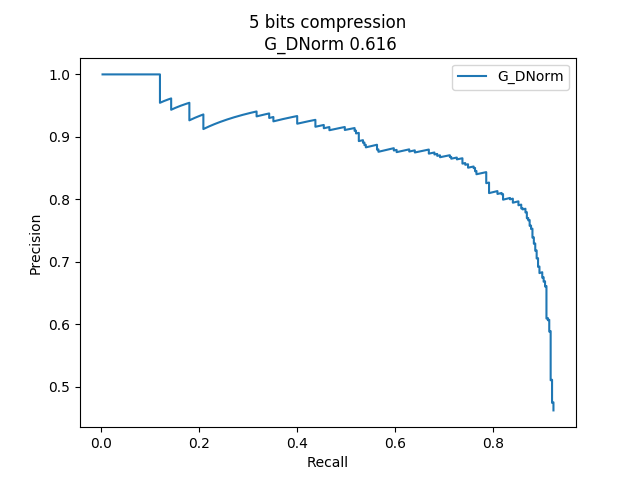 5 bits compression
G_DNorm 0.616
G_DNorm
1.0
0.9
0.8
0.7
0.6
0.5
Precision
0.0 0.2 0.4 0.6 0.8
Recall